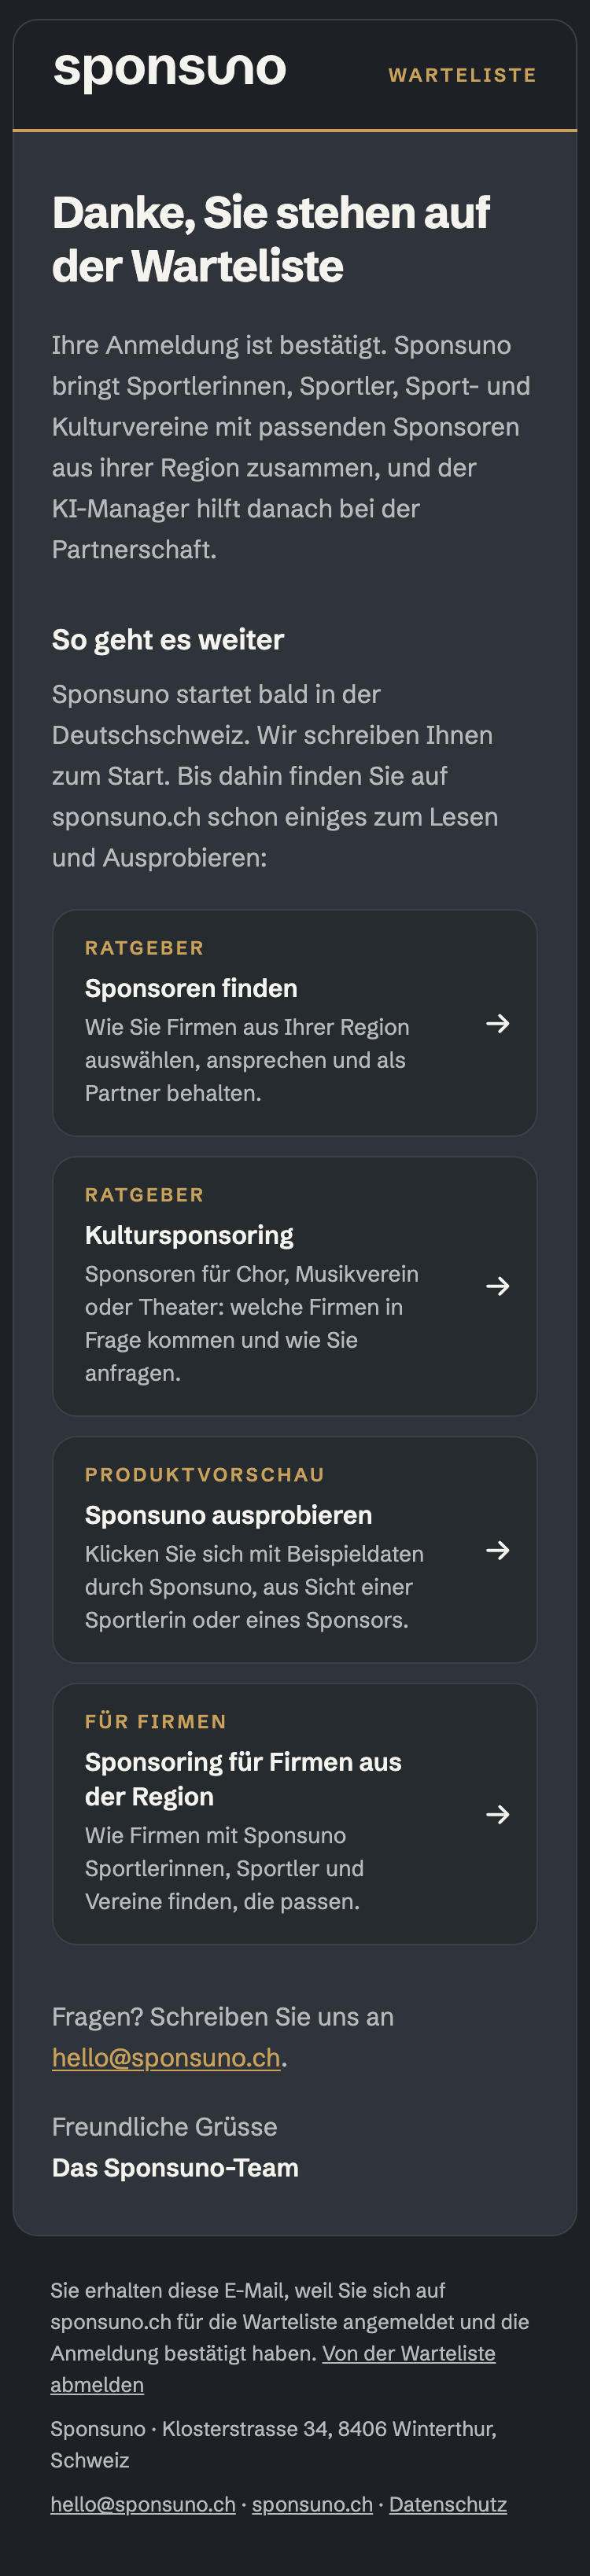 sponsuno
WARTELISTE
Danke, Sie stehen auf
der Warteliste
Ihre Anmeldung ist bestätigt. Sponsuno
bringt Sportlerinnen, Sportler, Sport- und
Kulturvereine mit passenden Sponsoren
aus ihrer Region zusammen, und der
KI-Manager hilft danach bei der
Partnerschaft.
So geht es weiter
Sponsuno startet bald in der
Deutschschweiz. Wir schreiben Ihnen
zum Start. Bis dahin finden Sie auf
sponsuno.ch schon einiges zum Lesen
und Ausprobieren:
RATGEBER
Sponsoren finden
Wie Sie Firmen aus Ihrer Region
auswählen, ansprechen und als
Partner behalten.
→
RATGEBER
Kultursponsoring
Sponsoren für Chor, Musikverein
oder Theater: welche Firmen in
Frage kommen und wie Sie
anfragen.
→
PRODUKTVORSCHAU
Sponsuno ausprobieren
Klicken Sie sich mit Beispieldaten
durch Sponsuno, aus Sicht einer
Sportlerin oder eines Sponsors.
→
FÜR FIRMEN
Sponsoring für Firmen aus
der Region
Wie Firmen mit Sponsuno
Sportlerinnen, Sportler und
Vereine finden, die passen.
→
Fragen? Schreiben Sie uns an
hello@sponsuno.ch.
Freundliche Grüsse
Das Sponsuno-Team
Sie erhalten diese E-Mail, weil Sie sich auf
sponsuno.ch für die Warteliste angemeldet und die
Anmeldung bestätigt haben. Von der Warteliste
abmelden
Sponsuno · Klosterstrasse 34, 8406 Winterthur,
Schweiz
hello@sponsuno.ch · sponsuno.ch · Datenschutz